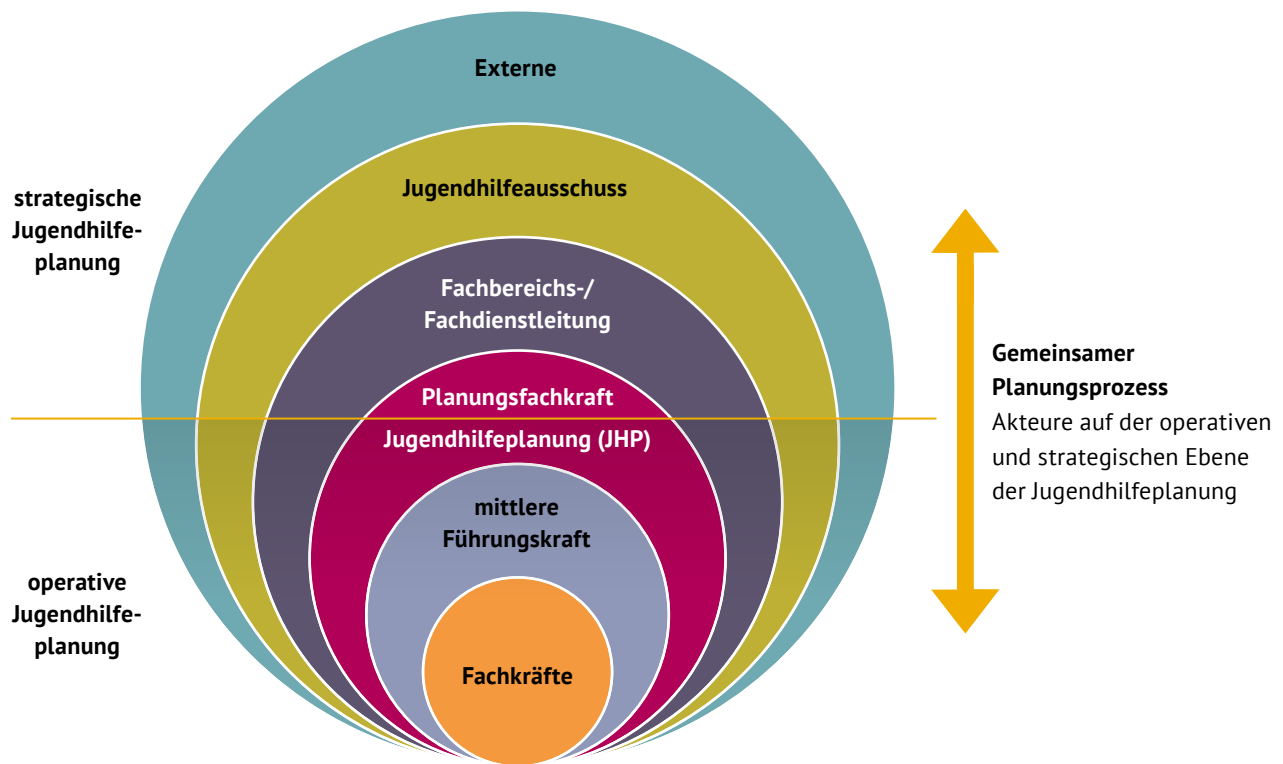 Externe
Jugendhilfeausschuss
strategische
Jugendhilfe-
planung
Fachbereichs-/
Fachdienstleitung
Planungsfachkraft
Jugendhilfeplanung (JHP)
Gemeinsamer
Planungsprozess
Akteure auf der operativen
und strategischen Ebene
der Jugendhilfeplanung
mittlere
Führungskraft
operative
Jugendhilfe-
planung
Fachkräfte